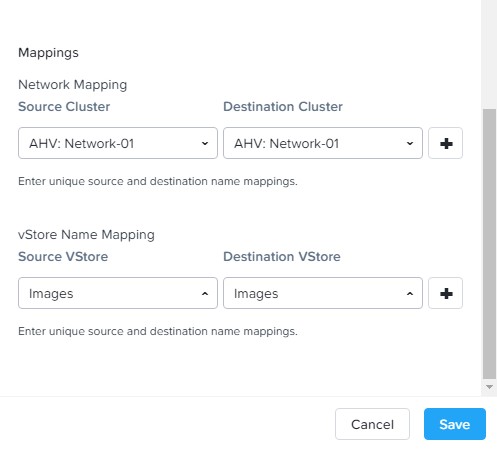 Mappings
Network Mapping
Source Cluster
Destination Cluster
AHV: Network-01
AHV: Network-01
Enter unique source and destination name mappings.
vStore Name Mapping
Source VStore
Destination VStore
Images
Images
Enter unique source and destination name mappings.
Cancel
Save